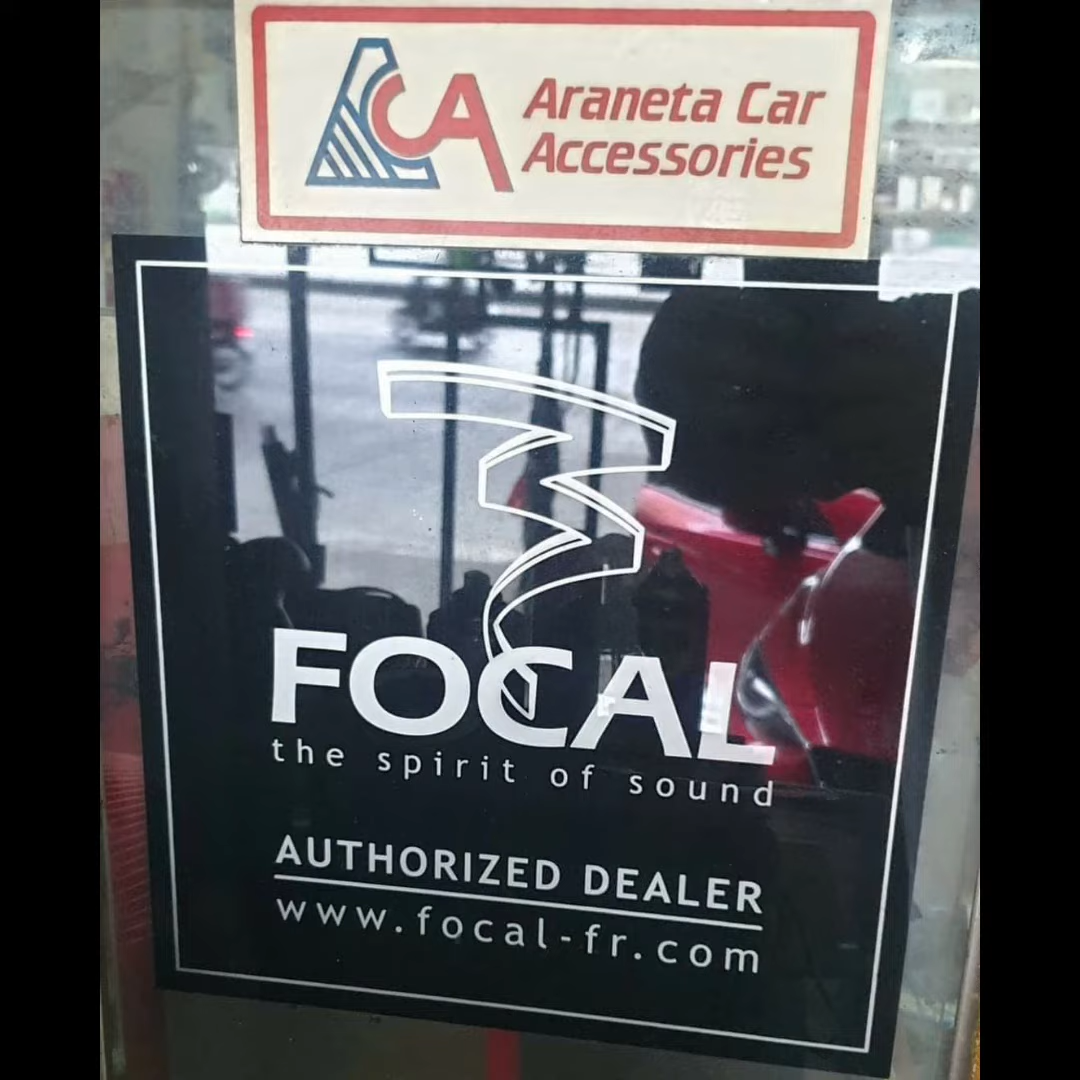 ACA
Araneta Car
Accessories
FOCAL
the spirit of sound
AUTHORIZED DEALER
www.focal-fr.com